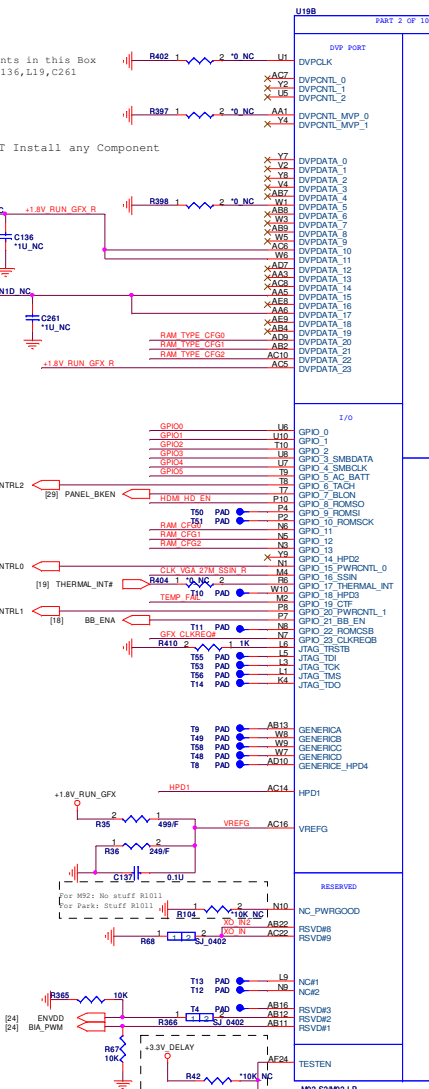 U19B
PART 2 OF 10
DVP PORT
nts in this Box
136,L19,C261
R402 1 2 *0_NC U1 DVPCLK
AC7 DVPCNTL_0
Y2 DVPCNTL_1
U5 DVPCNTL_2
R397 1 2 *0_NC AA1 DVPCNTL_MVP_0
Y4 DVPCNTL_MVP_1
T Install any Component
Y7 DVPDATA_0
V2 DVPDATA_1
Y8 DVPDATA_2
V4 DVPDATA_3
AB7 DVPDATA_4
R398 1 2 *0_NC W1 DVPDATA_5
AB8 DVPDATA_6
W3 DVPDATA_7
AB9 DVPDATA_8
W5 DVPDATA_9
+1.8V_RUN_GFX_R AC6 DVPDATA_10
W6 DVPDATA_11
C136
*1U_NC
AD7 DVPDATA_12
AA3 DVPDATA_13
AC8 DVPDATA_14
N1D_NC AA5 DVPDATA_15
AE8 DVPDATA_16
AA6 DVPDATA_17
AE9 DVPDATA_18
AB4 DVPDATA_19
C261
*1U_NC
RAM_TYPE_CFG0 AD9 DVPDATA_20
RAM_TYPE_CFG1 AB2 DVPDATA_21
RAM_TYPE_CFG2 AC10 DVPDATA_22
+1.8V_RUN_GFX_R AC5 DVPDATA_23
I/O
GPIO0 U6 GPIO_0
GPIO1 U10 GPIO_1
GPIO2 T10 GPIO_2
GPIO3 U8 GPIO_3_SMBDATA
GPIO4 U7 GPIO_4_SMBCLK
GPIO5 T9 GPIO_5_AC_BATT
NTRL2 T8 GPIO_6_TACH
[29] PANEL_BKEN T7 GPIO_7_BLON
HDMI_HD_EN P10 GPIO_8_ROMSO
T50 PAD P4 GPIO_9_ROMSI
T51 PAD P2 GPIO_10_ROMSCK
RAM_CFG0 N6 GPIO_11
RAM_CFG1 N5 GPIO_12
RAM_CFG2 N3 GPIO_13
Y9 GPIO_14_HPD2
NTRL0 N1 GPIO_15_PWRCNTL_0
CLK_VGA_27M_SSIN_R M4 GPIO_16_SSIN
[19] THERMAL_INT# R404 1 *0_NC 2 R6 GPIO_17_THERMAL_INT
T10 PAD W10 GPIO_18_HPD3
TEMP_FAIL M2 GPIO_19_CTF
NTRL1 P8 GPIO_20_PWRCNTL_1
[18] BB_ENA P7 GPIO_21_BB_EN
T11 PAD N8 GPIO_22_ROMCSB
GFX_CLKREQ# N7 GPIO_23_CLKREQB
R410 2 1 1K L6 JTAG_TRSTB
T55 PAD L5 JTAG_TDI
T53 PAD L3 JTAG_TCK
T56 PAD L1 JTAG_TMS
T14 PAD K4 JTAG_TDO
T9 PAD AB13 GENERICA
T49 PAD W8 GENERICB
T58 PAD W9 GENERICC
T48 PAD W7 GENERICD
T8 PAD AD10 GENERICE_HPD4
HPD1 AC14 HPD1
+1.8V_RUN_GFX
R35 2 1 499/F
VREFG AC16 VREFG
R36 2 1 249/F
C137 0.1U
RESERVED
For M92: No stuff R1011
For Park: Stuff R1011
R104 1 2 *10K_NC N10 NC_PWRGOOD
XO_IN2 AB22 RSVD#8
XO_IN AC22 RSVD#9
R68 1 2 SJ_0402
T13 PAD L9 NC#1
T12 PAD N9 NC#2
R365 10K
T4 PAD AB16 RSVD#3
[24] ENVDD 1 2 AB12 RSVD#2
[24] BIA_PWM R366 SJ_0402 AB11 RSVD#1
R67
10K
+3.3V_DELAY
AF24 TESTEN
R42 *10K_NC
M92-S2/M93-LP